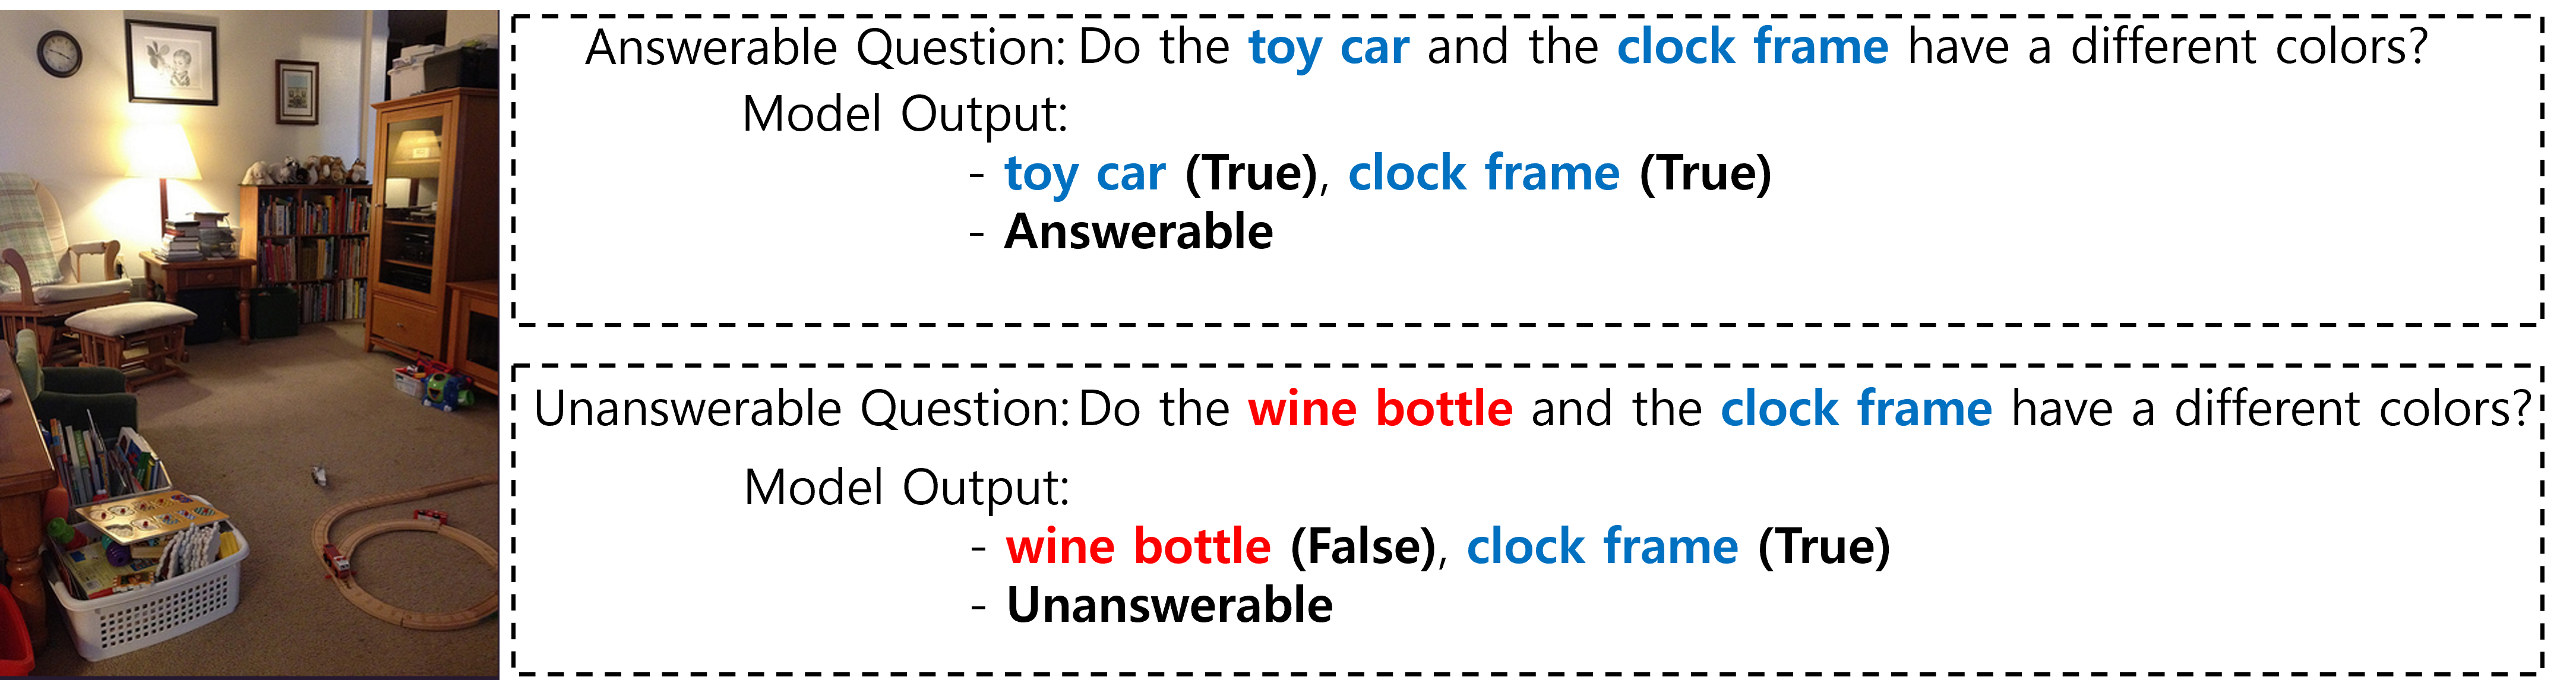 Answerable Question: Do the toy car and the clock frame have a different colors?
Model Output:
- toy car (True), clock frame (True)
- Answerable
Unanswerable Question: Do the wine bottle and the clock frame have a different colors?
Model Output:
- wine bottle (False), clock frame (True)
- Unanswerable